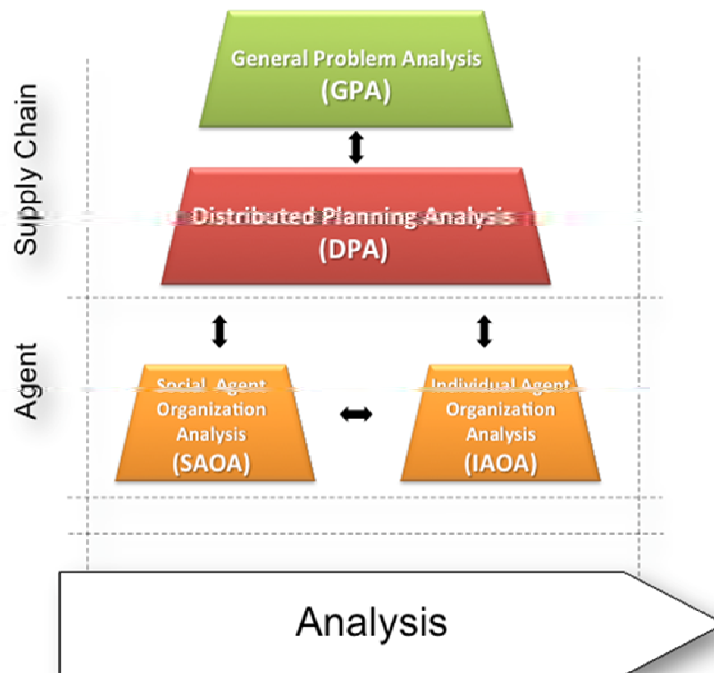 Supply Chain
General Problem Analysis
(GPA)
Distributed Planning Analysis
(DPA)
Agent
Social Agent
Organization
Analysis
(SAOA)
Individual Agent
Organization
Analysis
(IAOA)
Analysis